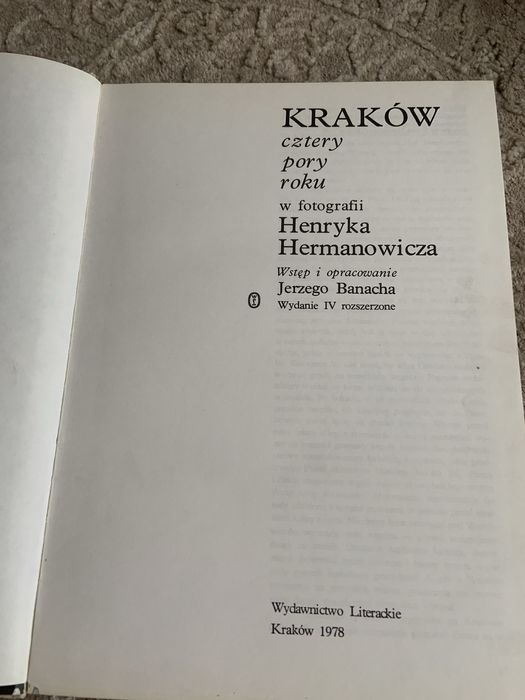 KRAKÓW
cztery
pory
roku
w fotografii
Henryka
Hermanowicza
Wstęp i opracowanie
Jerzego Banacha
Wydanie IV rozszerzone
Wydawnictwo Literackie
Kraków 1978